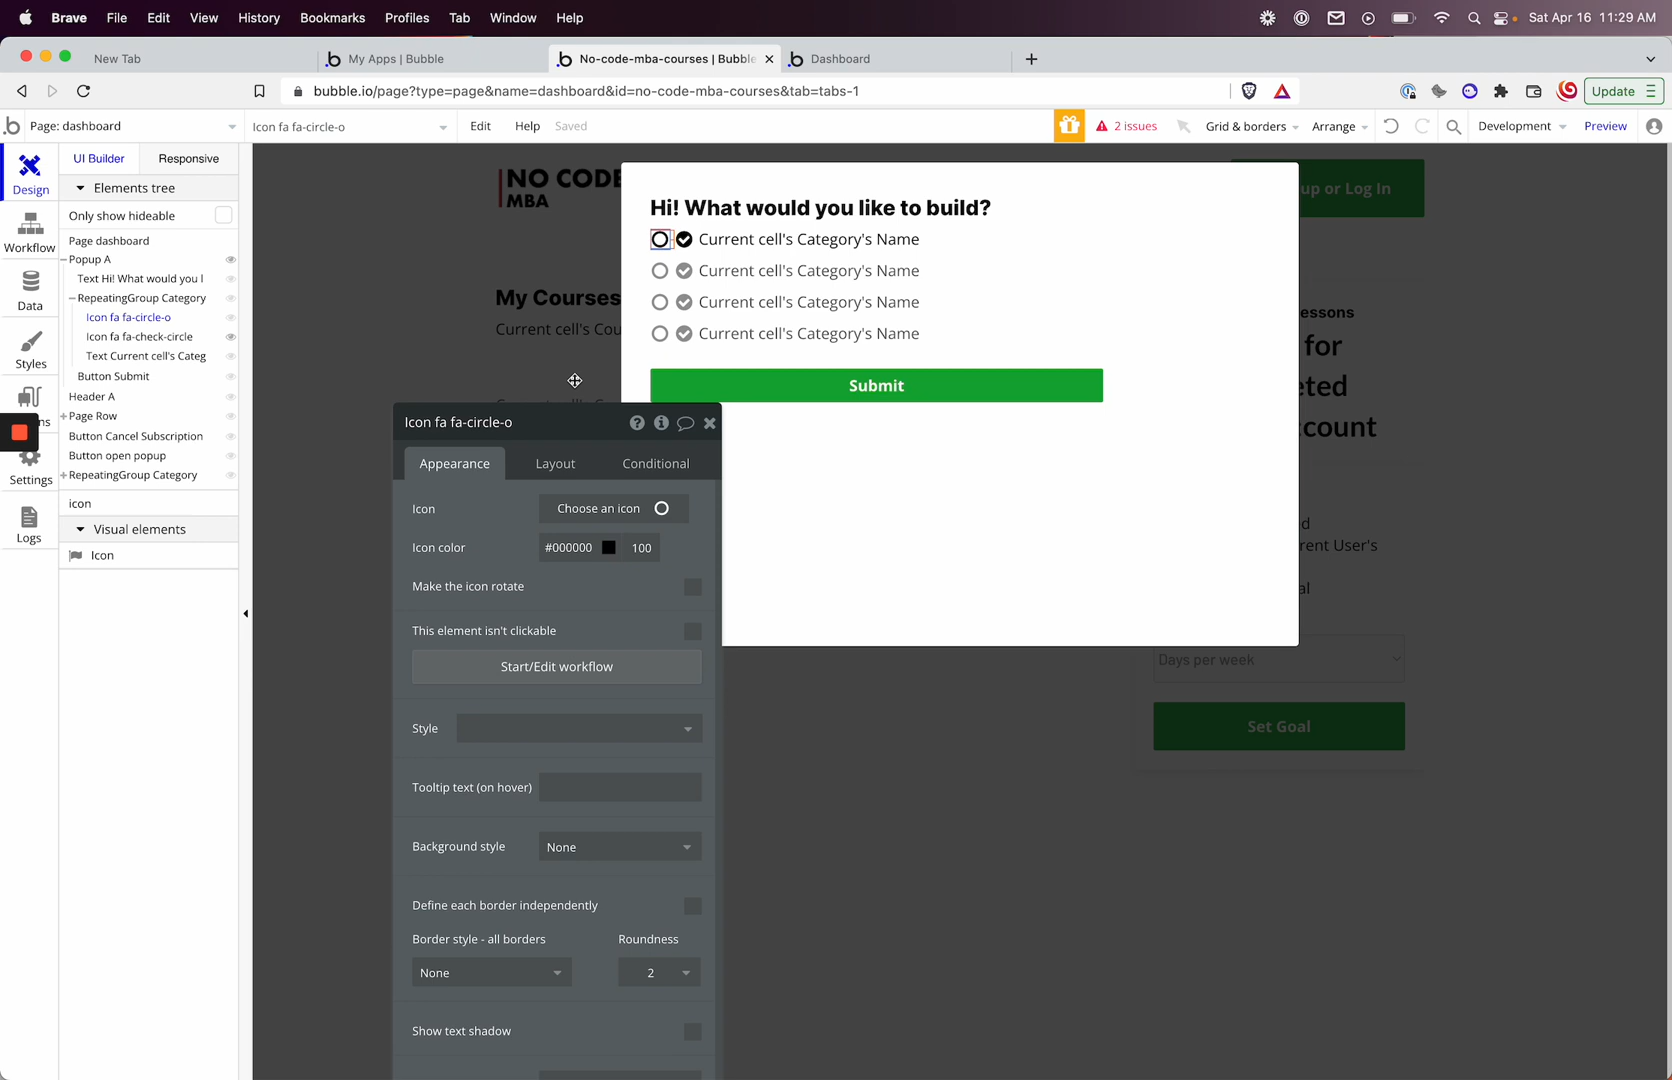 Brave File Edit View History Bookmarks Profiles Tab Window Help Sat Apr 16 11:29 AM
New Tab
My Apps | Bubble
No-code-mba-courses | Bubble
Dashboard
bubble.io/page?type=page&name=dashboard&id=no-code-mba-courses&tab=tabs-1
Update
Page: dashboard
Icon fa fa-circle-o
Edit
Help
Saved
2 issues
Grid & borders
Arrange
Development
Preview
Design
Workflow
Data
Styles
Settings
Logs
UI Builder
Responsive
Elements tree
Only show hideable
Page dashboard
Popup A
Text Hi! What would you l
RepeatingGroup Category
Icon fa fa-circle-o
Icon fa fa-check-circle
Text Current cell's Categ
Button Submit
Header A
Page Row
Button Cancel Subscription
Button open popup
RepeatingGroup Category
icon
Visual elements
Icon
NO CODE
MBA
up or Log In
My Courses
Current cell's Cou
Hi! What would you like to build?
Current cell's Category's Name
Current cell's Category's Name
Current cell's Category's Name
Current cell's Category's Name
Submit
essons
for
eted
ccount
d
rent User's
al
Days per week
Set Goal
Icon fa fa-circle-o
Appearance
Layout
Conditional
Icon
Choose an icon
Icon color
#000000
100
Make the icon rotate
This element isn't clickable
Start/Edit workflow
Style
Tooltip text (on hover)
Background style
None
Define each border independently
Border style - all borders
Roundness
None
2
Show text shadow